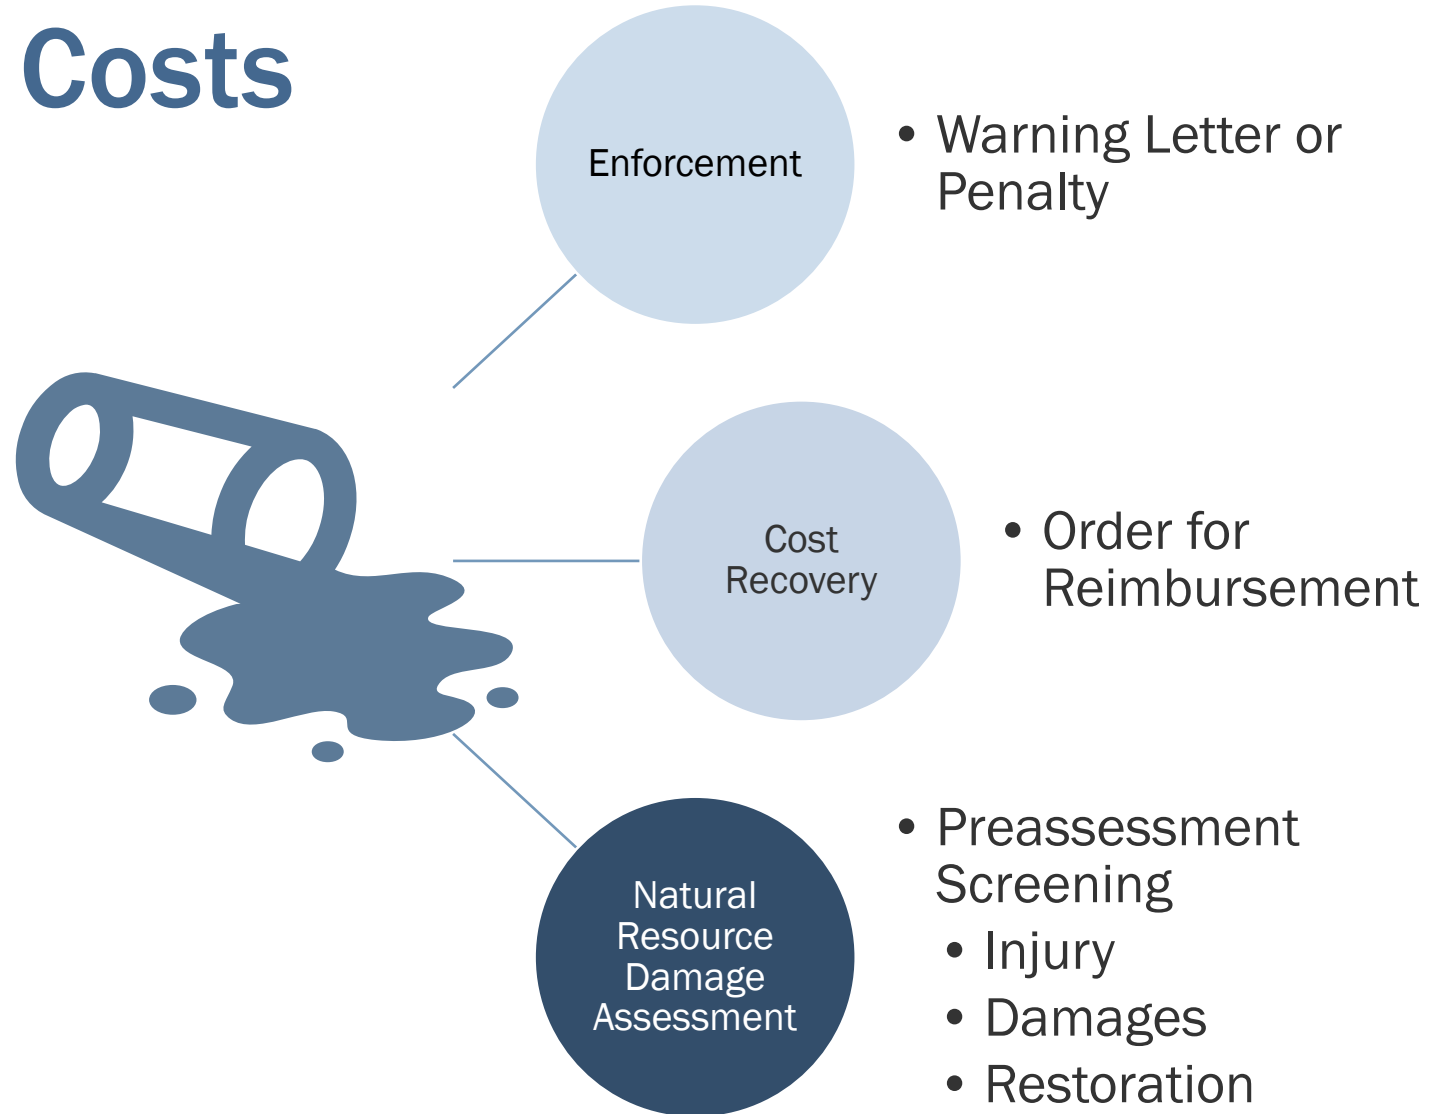 Costs
Enforcement
• Warning Letter or
Penalty
Cost
Recovery
• Order for
Reimbursement
Natural
Resource
Damage
Assessment
• Preassessment
Screening
• Injury
• Damages
• Restoration